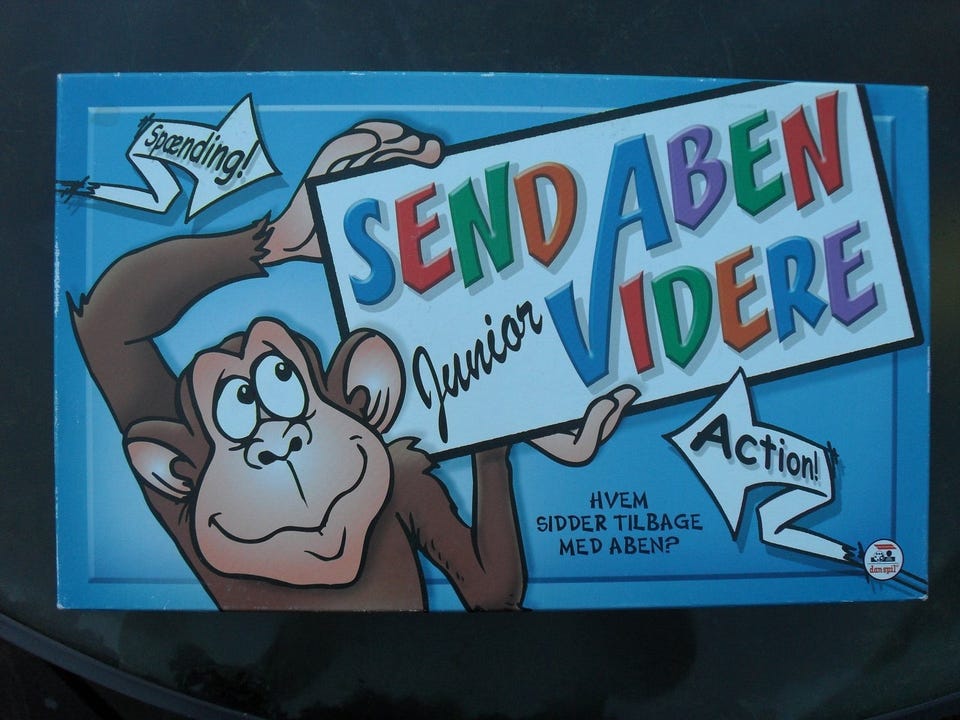 Spænding!
SEND ABEN
Junior VIDERE
Action!
HVEM
SIDDER TILBAGE
MED ABEN?
dan spil